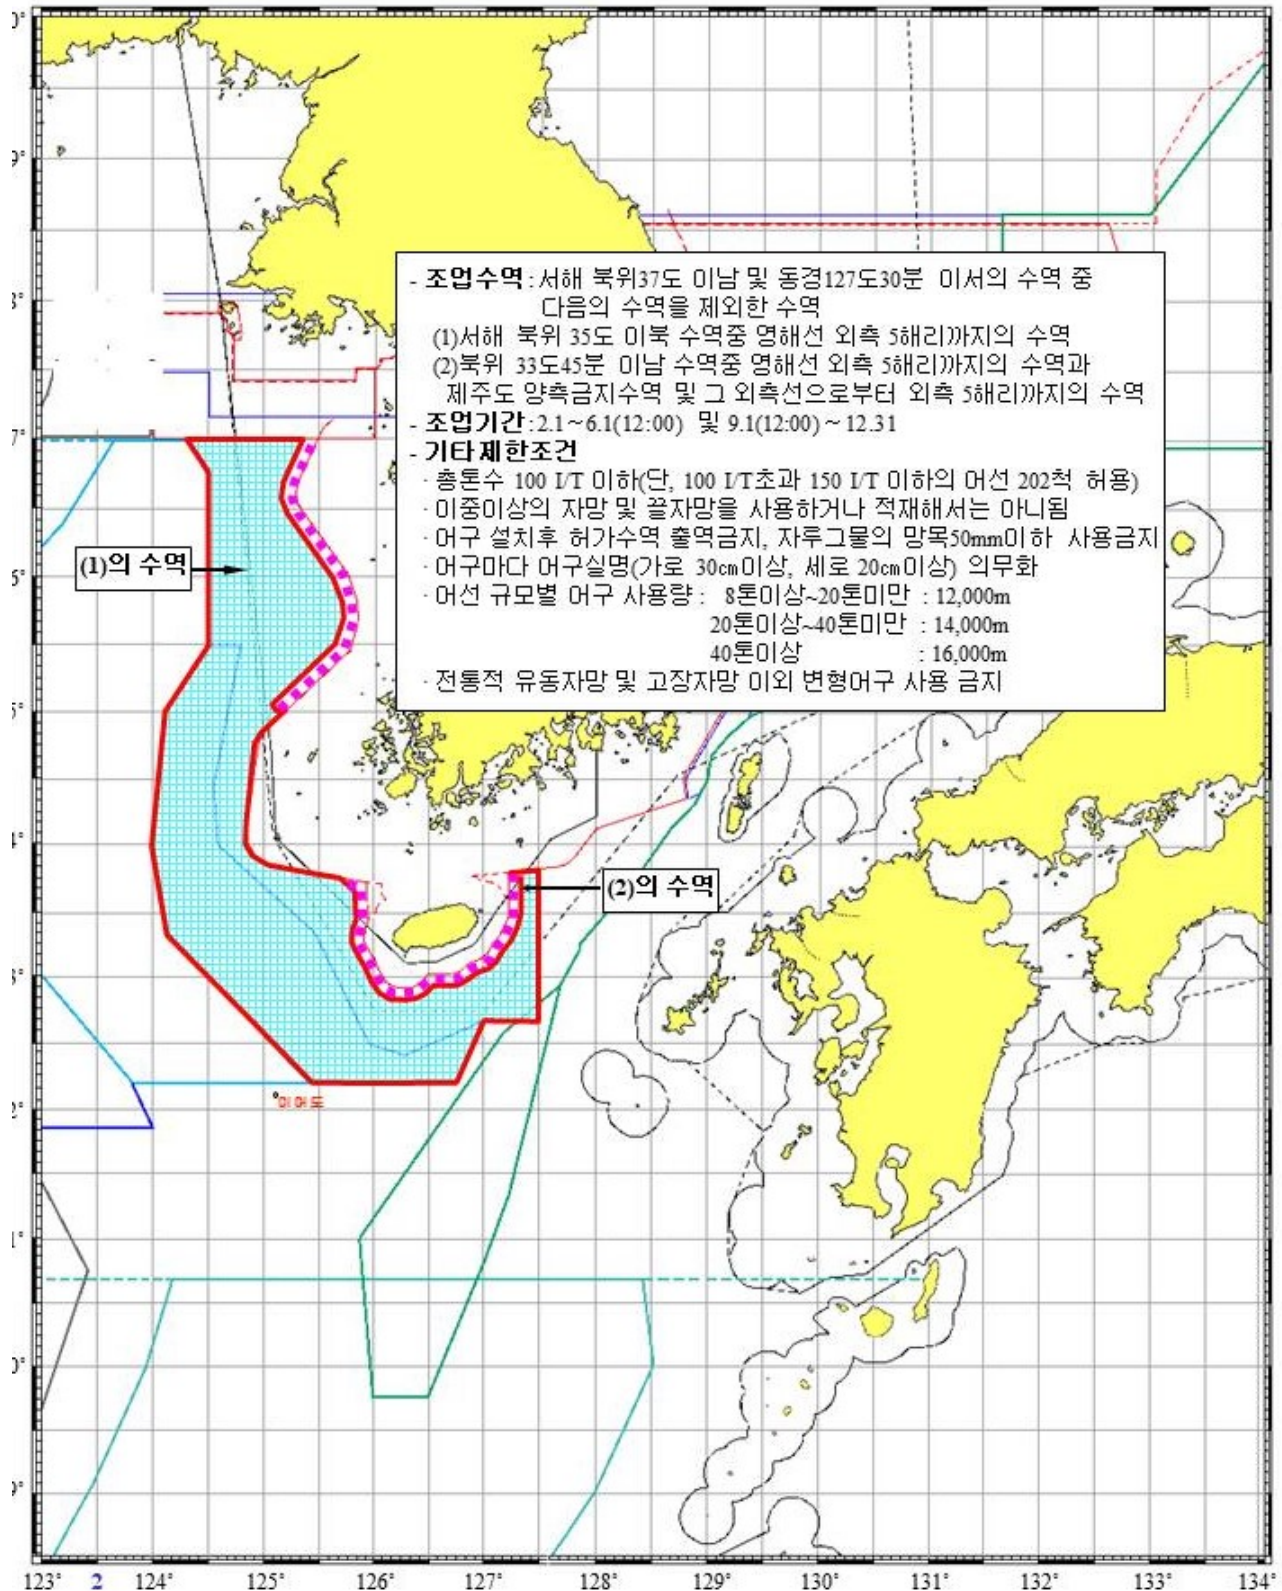 0°
9°
8°
7°
6°
5°
4°
3°
2°
1°
0°
9°
- 조업수역 : 서해 북위37도 이남 및 동경127도30분 이서의 수역 중
다음의 수역을 제외한 수역
(1)서해 북위 35도 이북 수역중 영해선 외측 5해리까지의 수역
(2)북위 33도45분 이남 수역중 영해선 외측 5해리까지의 수역과
제주도 양측금지수역 및 그 외측선으로부터 외측 5해리까지의 수역
- 조업기간 : 2.1~6.1(12:00) 및 9.1(12:00) ~ 12.31
- 기타제한조건
· 총톤수 100 I/T 이하(단, 100 I/T초과 150 I/T 이하의 어선 202척 허용)
· 이중이상의 자망 및 끌자망을 사용하거나 적재해서는 아니됨
· 어구 설치후 허가수역 출역금지, 자루그물의 망목50mm이하 사용금지
· 어구마다 어구실명(가로 30cm이상, 세로 20cm이상) 의무화
· 어선 규모별 어구 사용량 : 8톤이상~20톤미만 : 12,000m
20톤이상~40톤미만 : 14,000m
40톤이상 : 16,000m
· 전통적 유동자망 및 고장자망 이외 변형어구 사용 금지
(1)의 수역
(2)의 수역
이어도
123° 2 124° 125° 126° 127° 128° 129° 130° 131° 132° 133° 134°